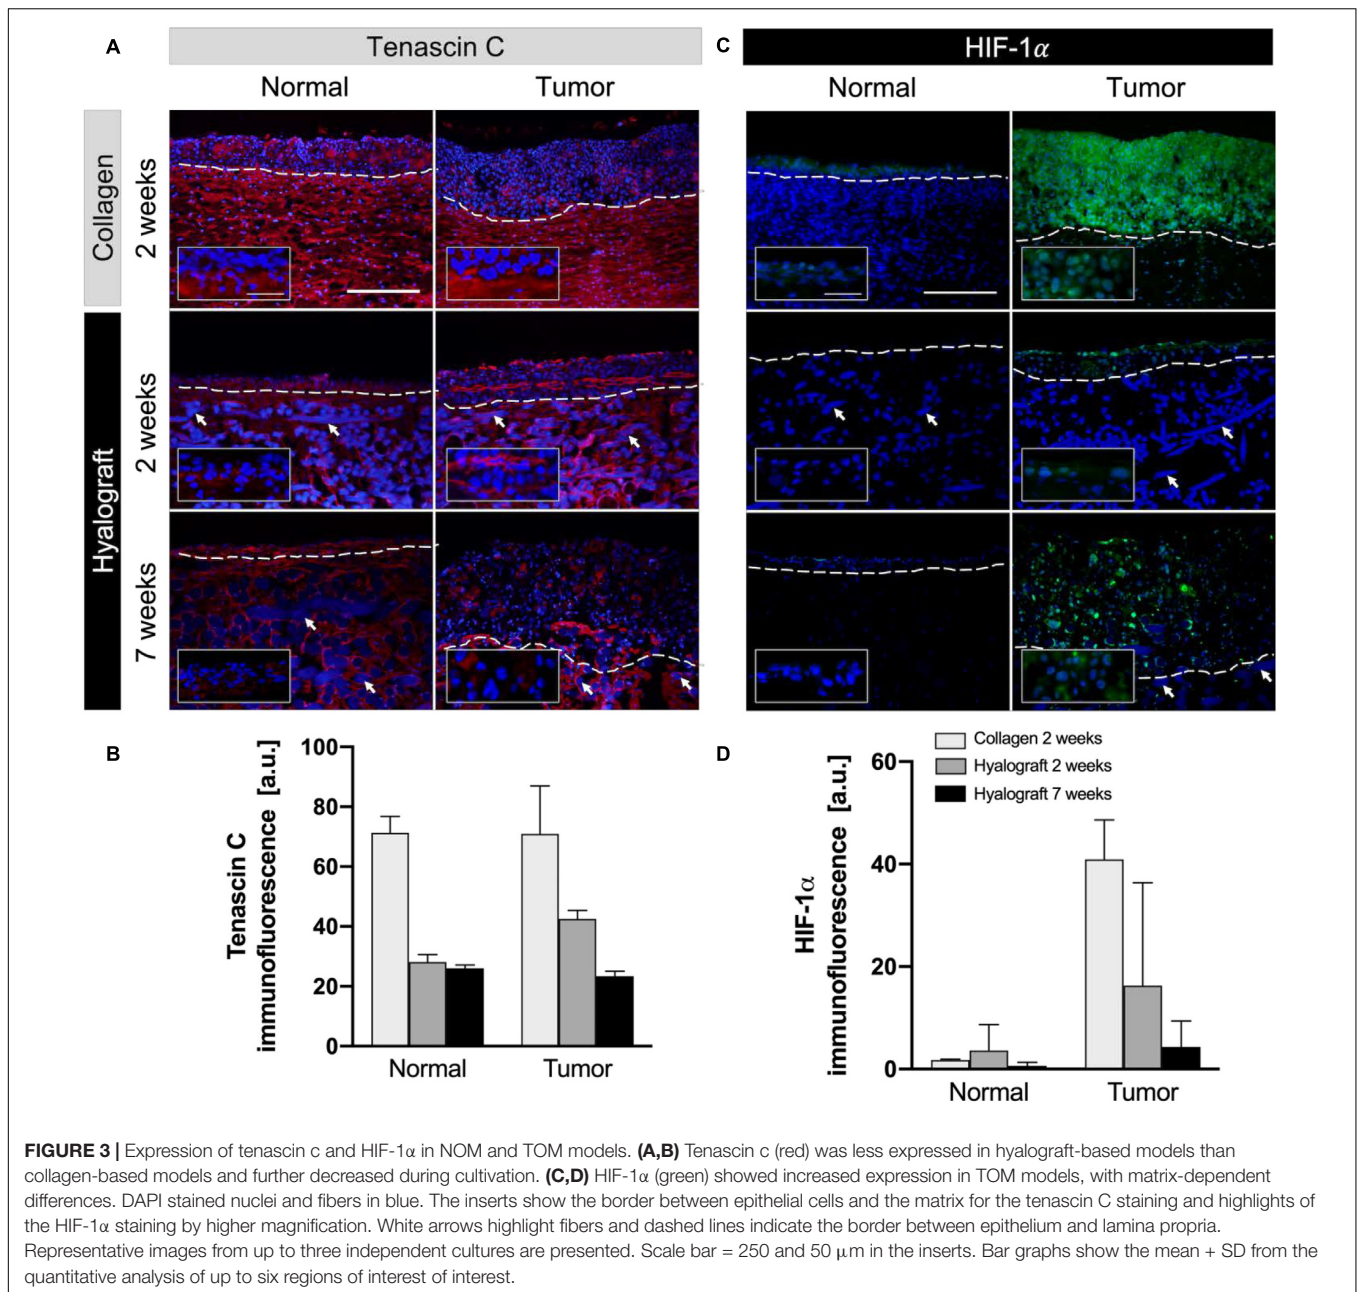 A
Tenascin C
C
HIF-1α
Normal
Tumor
Normal
Tumor
Collagen
2 weeks
Hyalograft
2 weeks
7 weeks
B
Tenascin C
immunofluorescence [a.u.]
100
80
60
40
20
0
Normal
Tumor
D
Collagen 2 weeks
Hyalograft 2 weeks
Hyalograft 7 weeks
HIF-1α
immunofluorescence [a.u.]
60
40
20
0
Normal
Tumor
FIGURE 3 | Expression of tenascin c and HIF-1α in NOM and TOM models. (A,B) Tenascin c (red) was less expressed in hyalograft-based models than
collagen-based models and further decreased during cultivation. (C,D) HIF-1α (green) showed increased expression in TOM models, with matrix-dependent
differences. DAPI stained nuclei and fibers in blue. The inserts show the border between epithelial cells and the matrix for the tenascin C staining and highlights of
the HIF-1α staining by higher magnification. White arrows highlight fibers and dashed lines indicate the border between epithelium and lamina propria.
Representative images from up to three independent cultures are presented. Scale bar = 250 and 50 μm in the inserts. Bar graphs show the mean + SD from the
quantitative analysis of up to six regions of interest of interest.